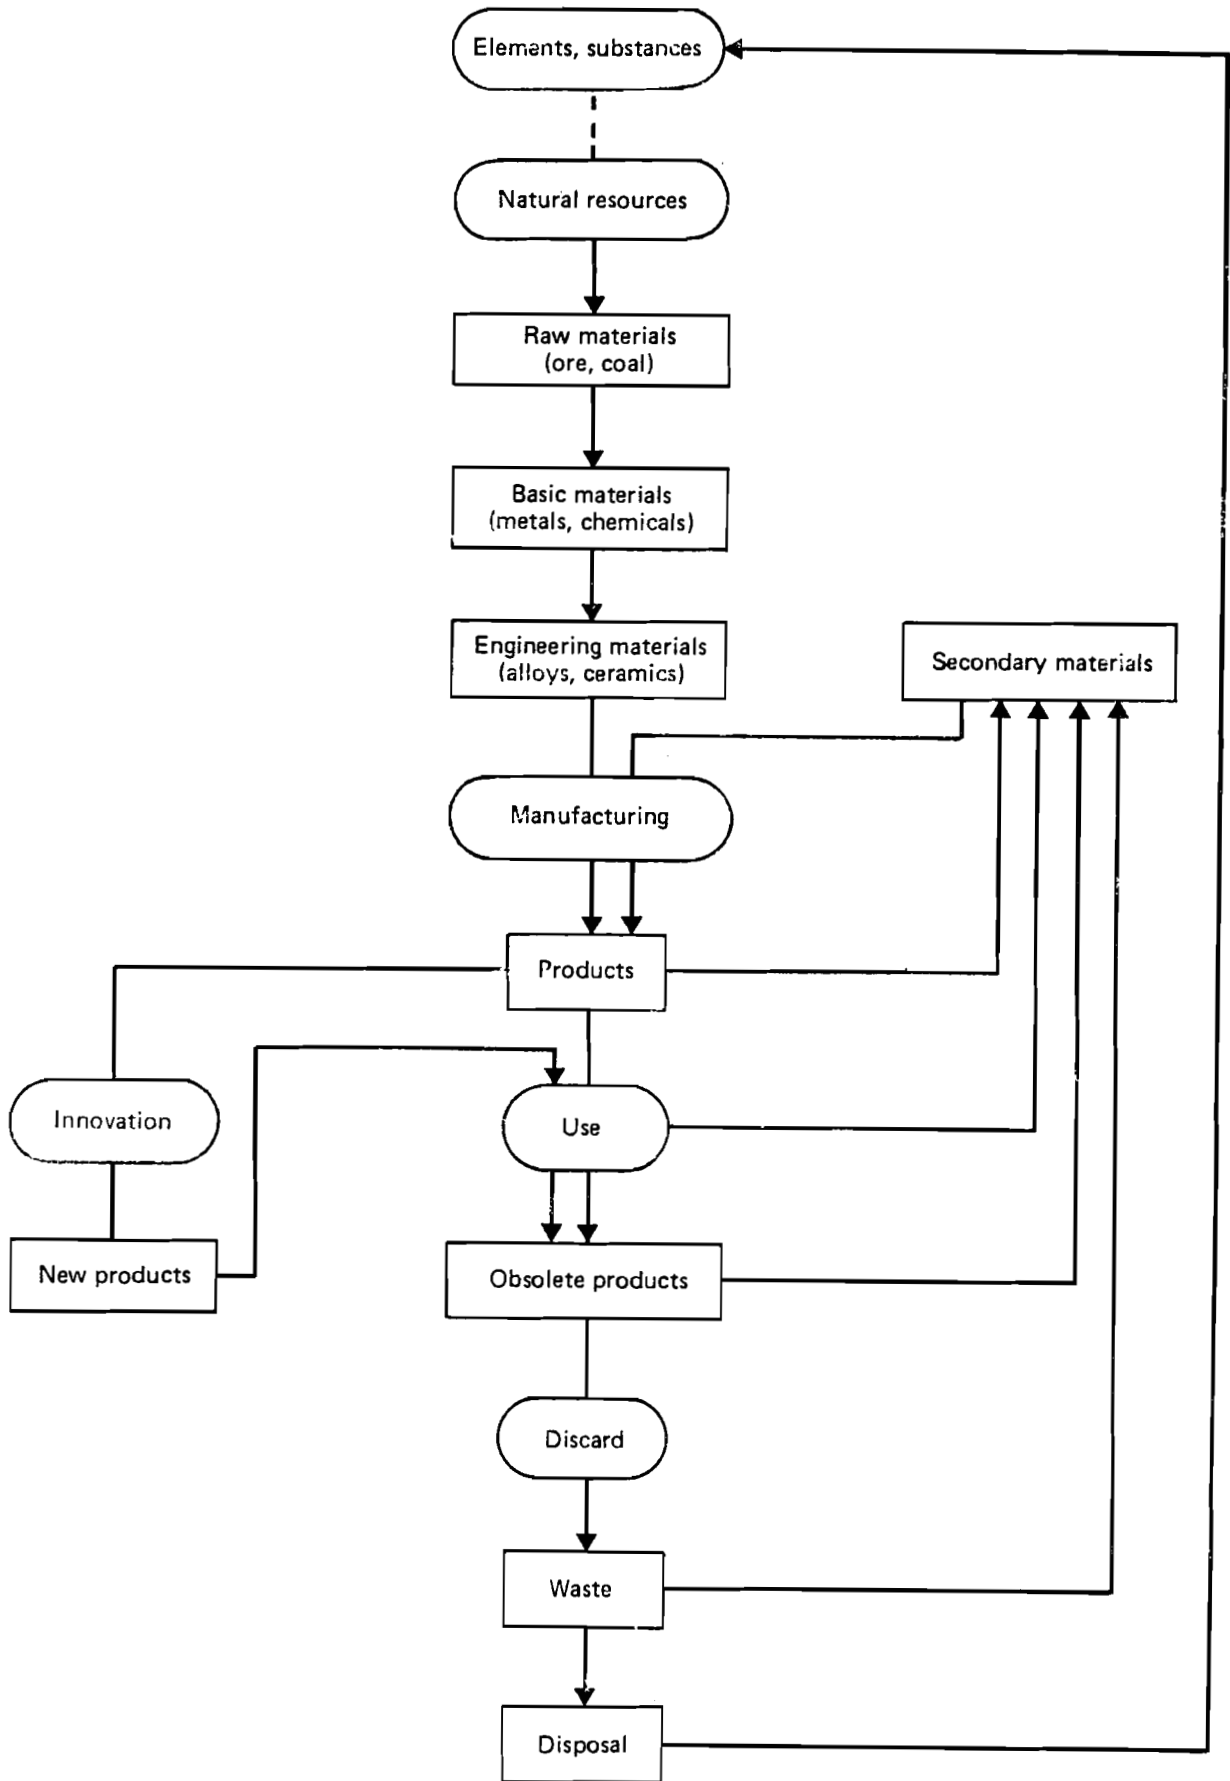 Elements, substances
Natural resources
Raw materials
(ore, coal)
Basic materials
(metals, chemicals)
Engineering materials
(alloys, ceramics)
Secondary materials
Manufacturing
Products
Innovation
Use
New products
Obsolete products
Discard
Waste
Disposal